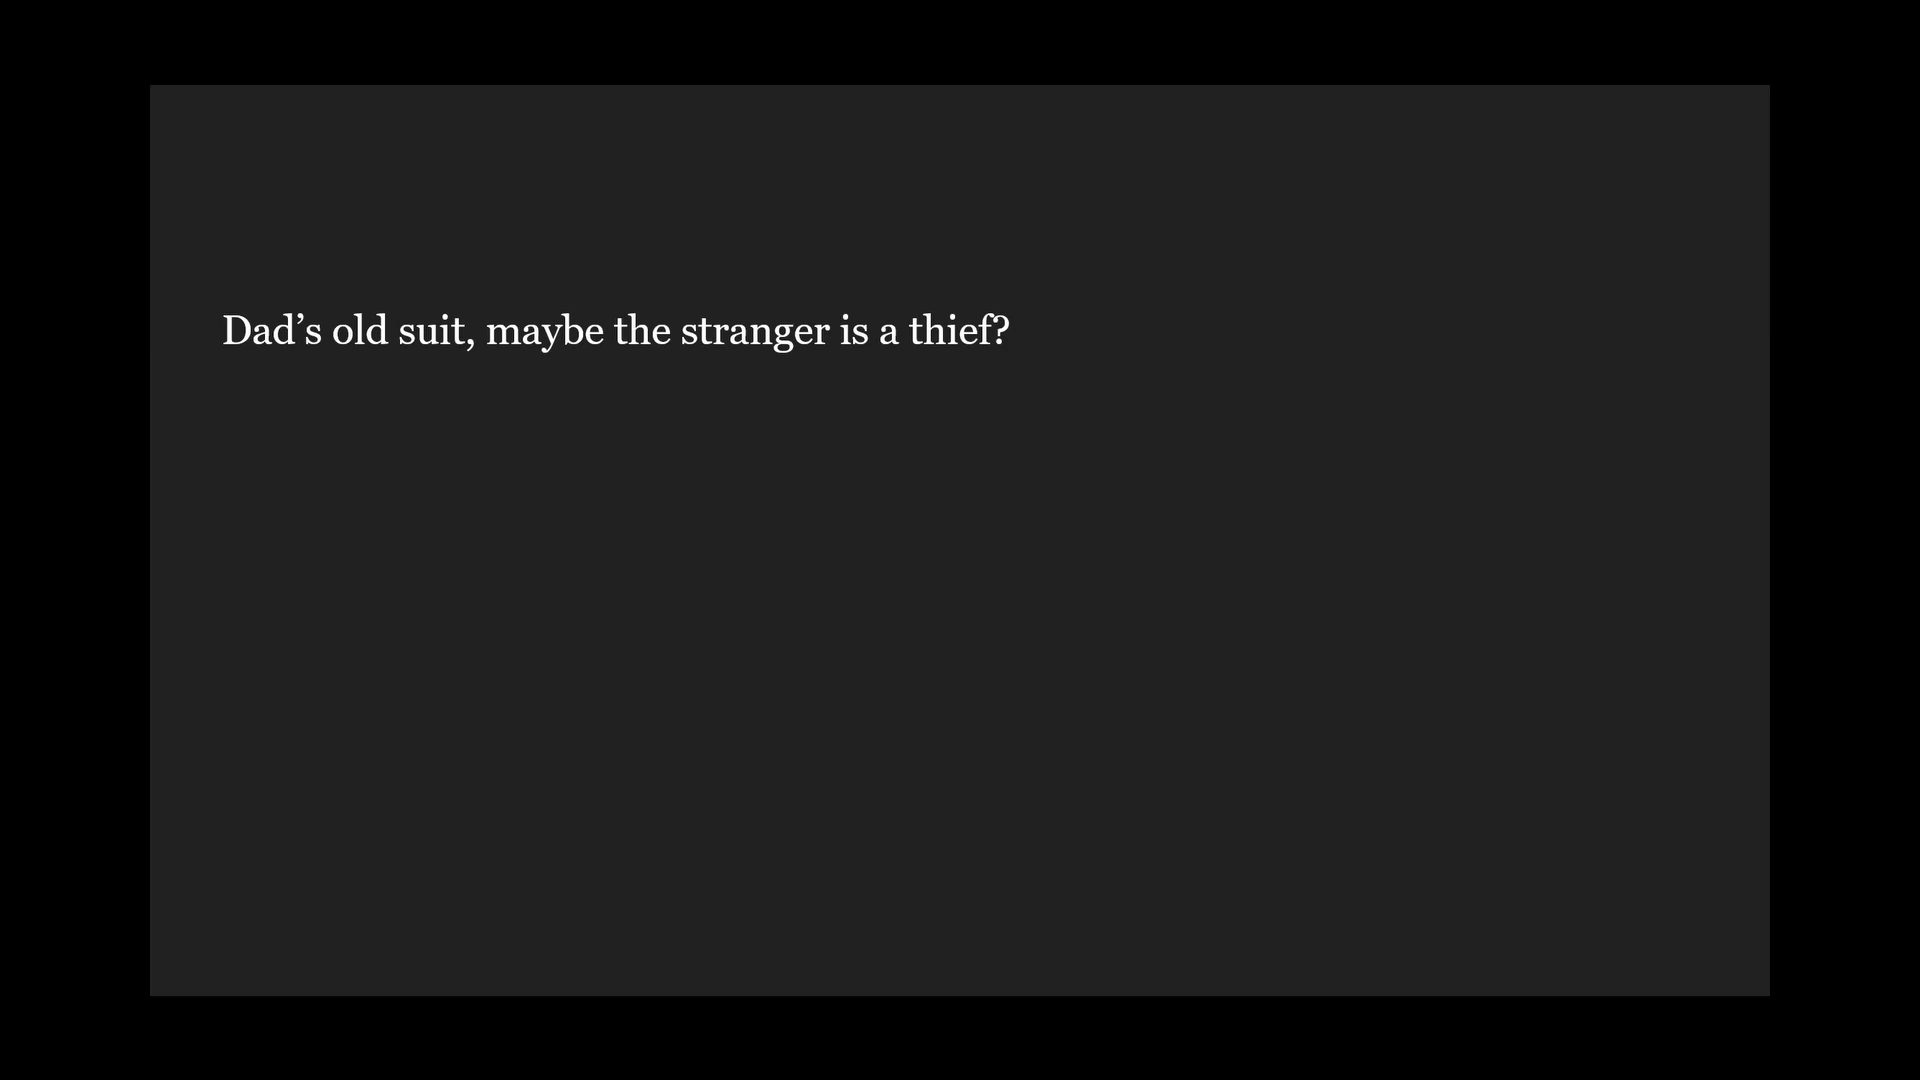 Dad’s old suit, maybe the stranger is a thief?